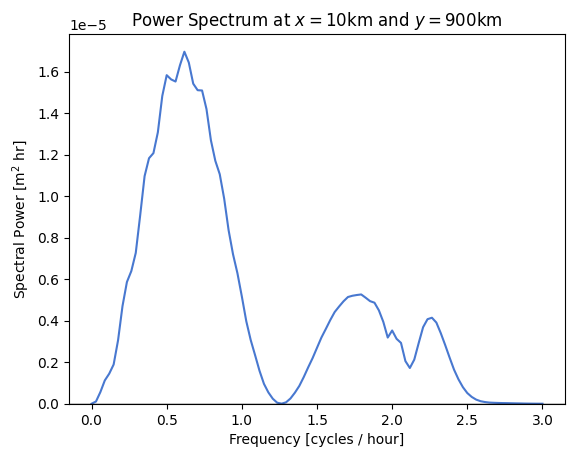 Power Spectrum at x = 10km and y = 900km
1e−5
1.6
1.4
1.2
1.0
0.8
0.6
0.4
0.2
0.0
Spectral Power [m² hr]
0.0 0.5 1.0 1.5 2.0 2.5 3.0
Frequency [cycles / hour]